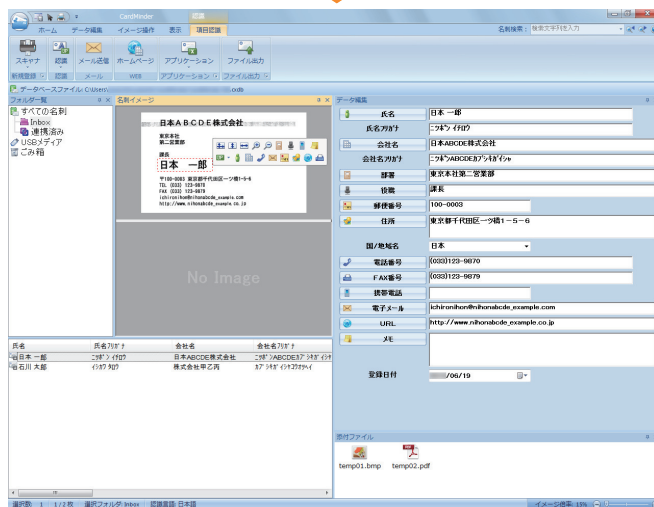 CardMinder
ホーム データ編集 イメージ操作 表示 項目認識
名刺検索： 検索文字列を入力
スキャナ 認識 メール送信 ホームページ アプリケーション ファイル出力
新規登録 認識 メール WEB アプリケーション ファイル出力
データベースファイル: C:\Users\ .cxdb
フォルダ一覧
すべての名刺
Inbox
連携済み
USBメディア
ごみ箱
名刺イメージ
日本ＡＢＣＤＥ株式会社
東京本社
第二営業部
課長
日本 一郎
〒100-0003 東京都千代田区一ツ橋1-5-6
TEL (033) 123-9870
FAX (033) 123-9879
ichironihon@nihonabcde_example.com
http://www.nihonabcde_example.co.jp
No Image
氏名 氏名ﾌﾘｶﾞﾅ 会社名 会社名ﾌﾘｶﾞﾅ
日本 一郎 ﾆﾂﾎﾟﾝ ｲﾁﾛｳ 日本ABCDE株式会社
石川 太郎 ｲｼｶﾜ ﾀﾛｳ 株式会社甲乙丙
データ編集
氏名 日本 一郎
氏名ﾌﾘｶﾞﾅ ﾆﾂﾎﾟﾝ ｲﾁﾛｳ
会社名 日本ABCDE株式会社
会社名ﾌﾘｶﾞﾅ ﾆﾂﾎﾟﾝABCDEｶﾌﾞｼｷｶﾞｲｼﾔ
部署 東京本社第二営業部
役職 課長
郵便番号 100-0003
住所 東京都千代田区一ツ橋１－５－６
国/地域名 日本
電話番号 (033)123-9870
FAX番号 (033)123-9879
携帯電話
電子メール ichironihon@nihonabcde_example.com
URL http://www.nihonabcde_example.co.jp
メモ
登録日付 /06/19
添付ファイル
temp01.bmp temp02.pdf
選択数: 1 1/2枚 選択フォルダ: Inbox 認識言語: 日本語
イメージ倍率: 15%